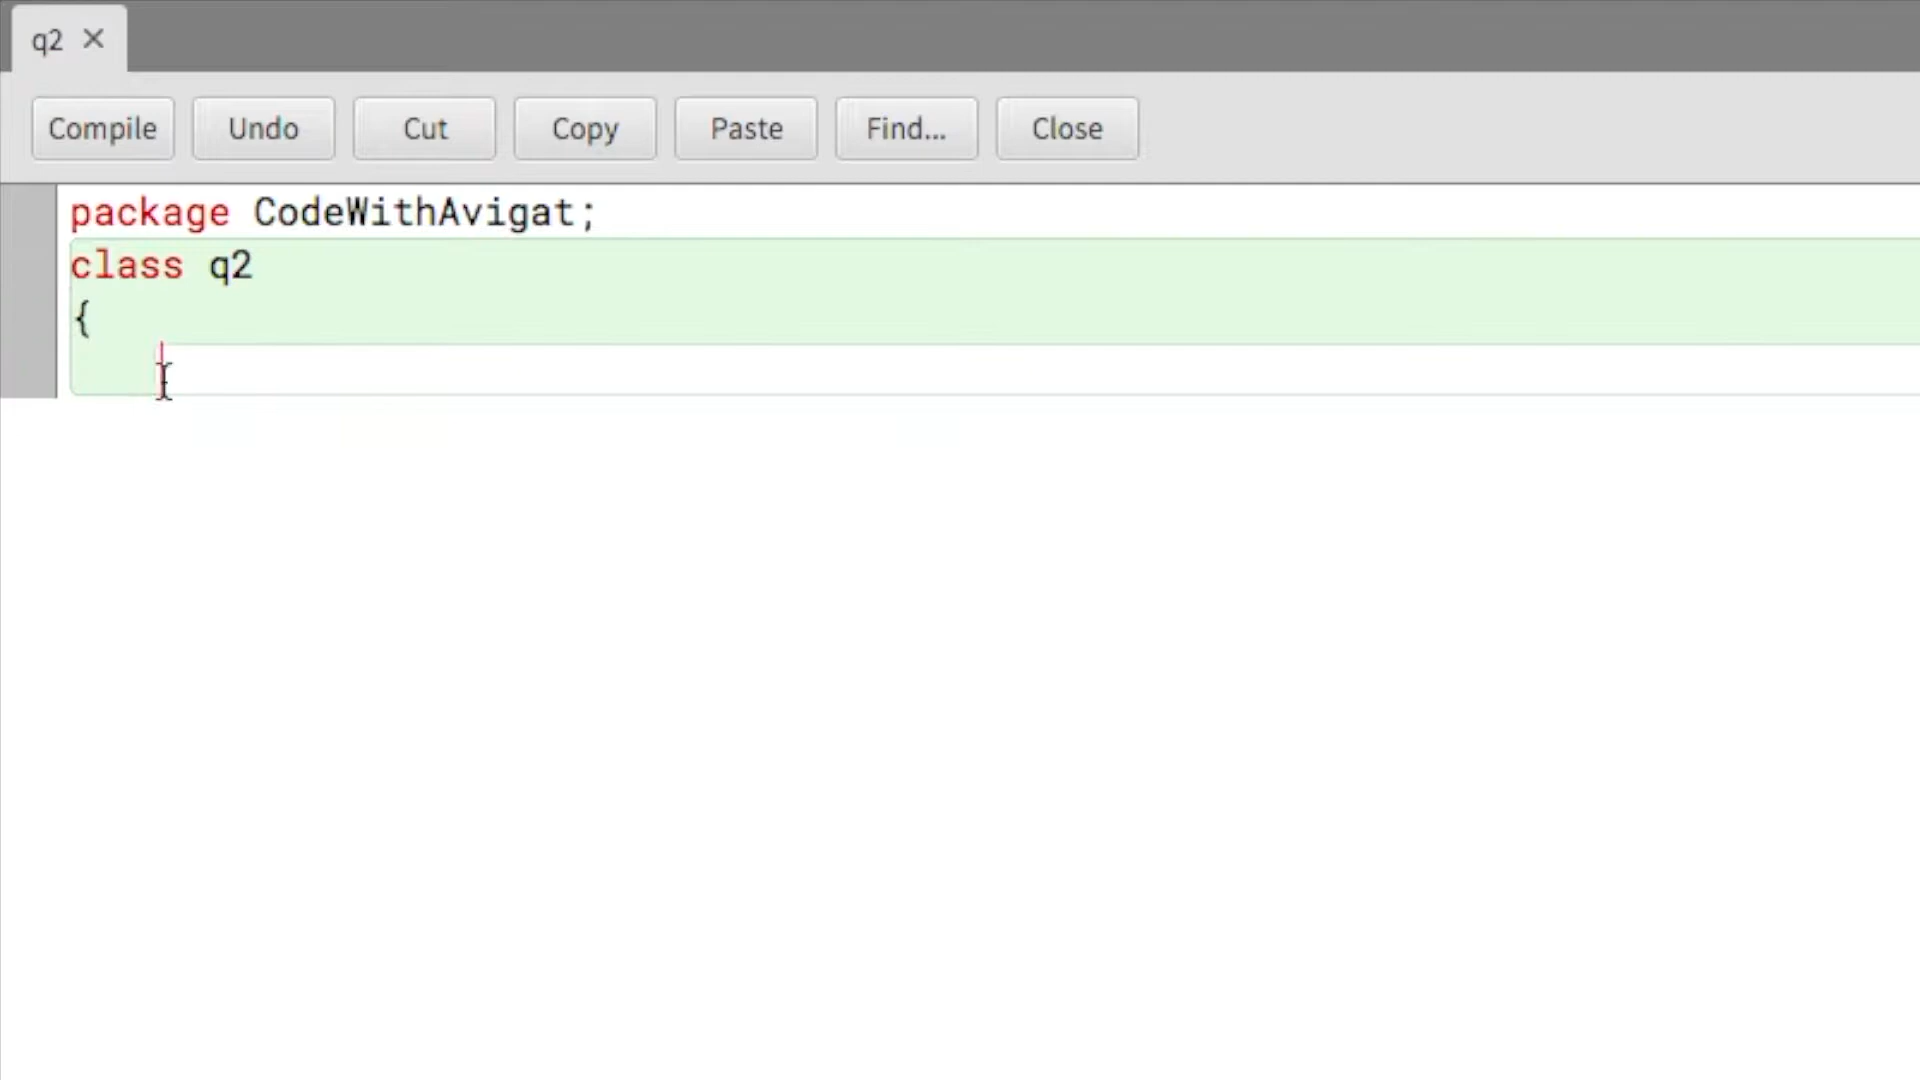 q2 ×
Compile Undo Cut Copy Paste Find... Close
package CodeWithAvigat;
class q2
{